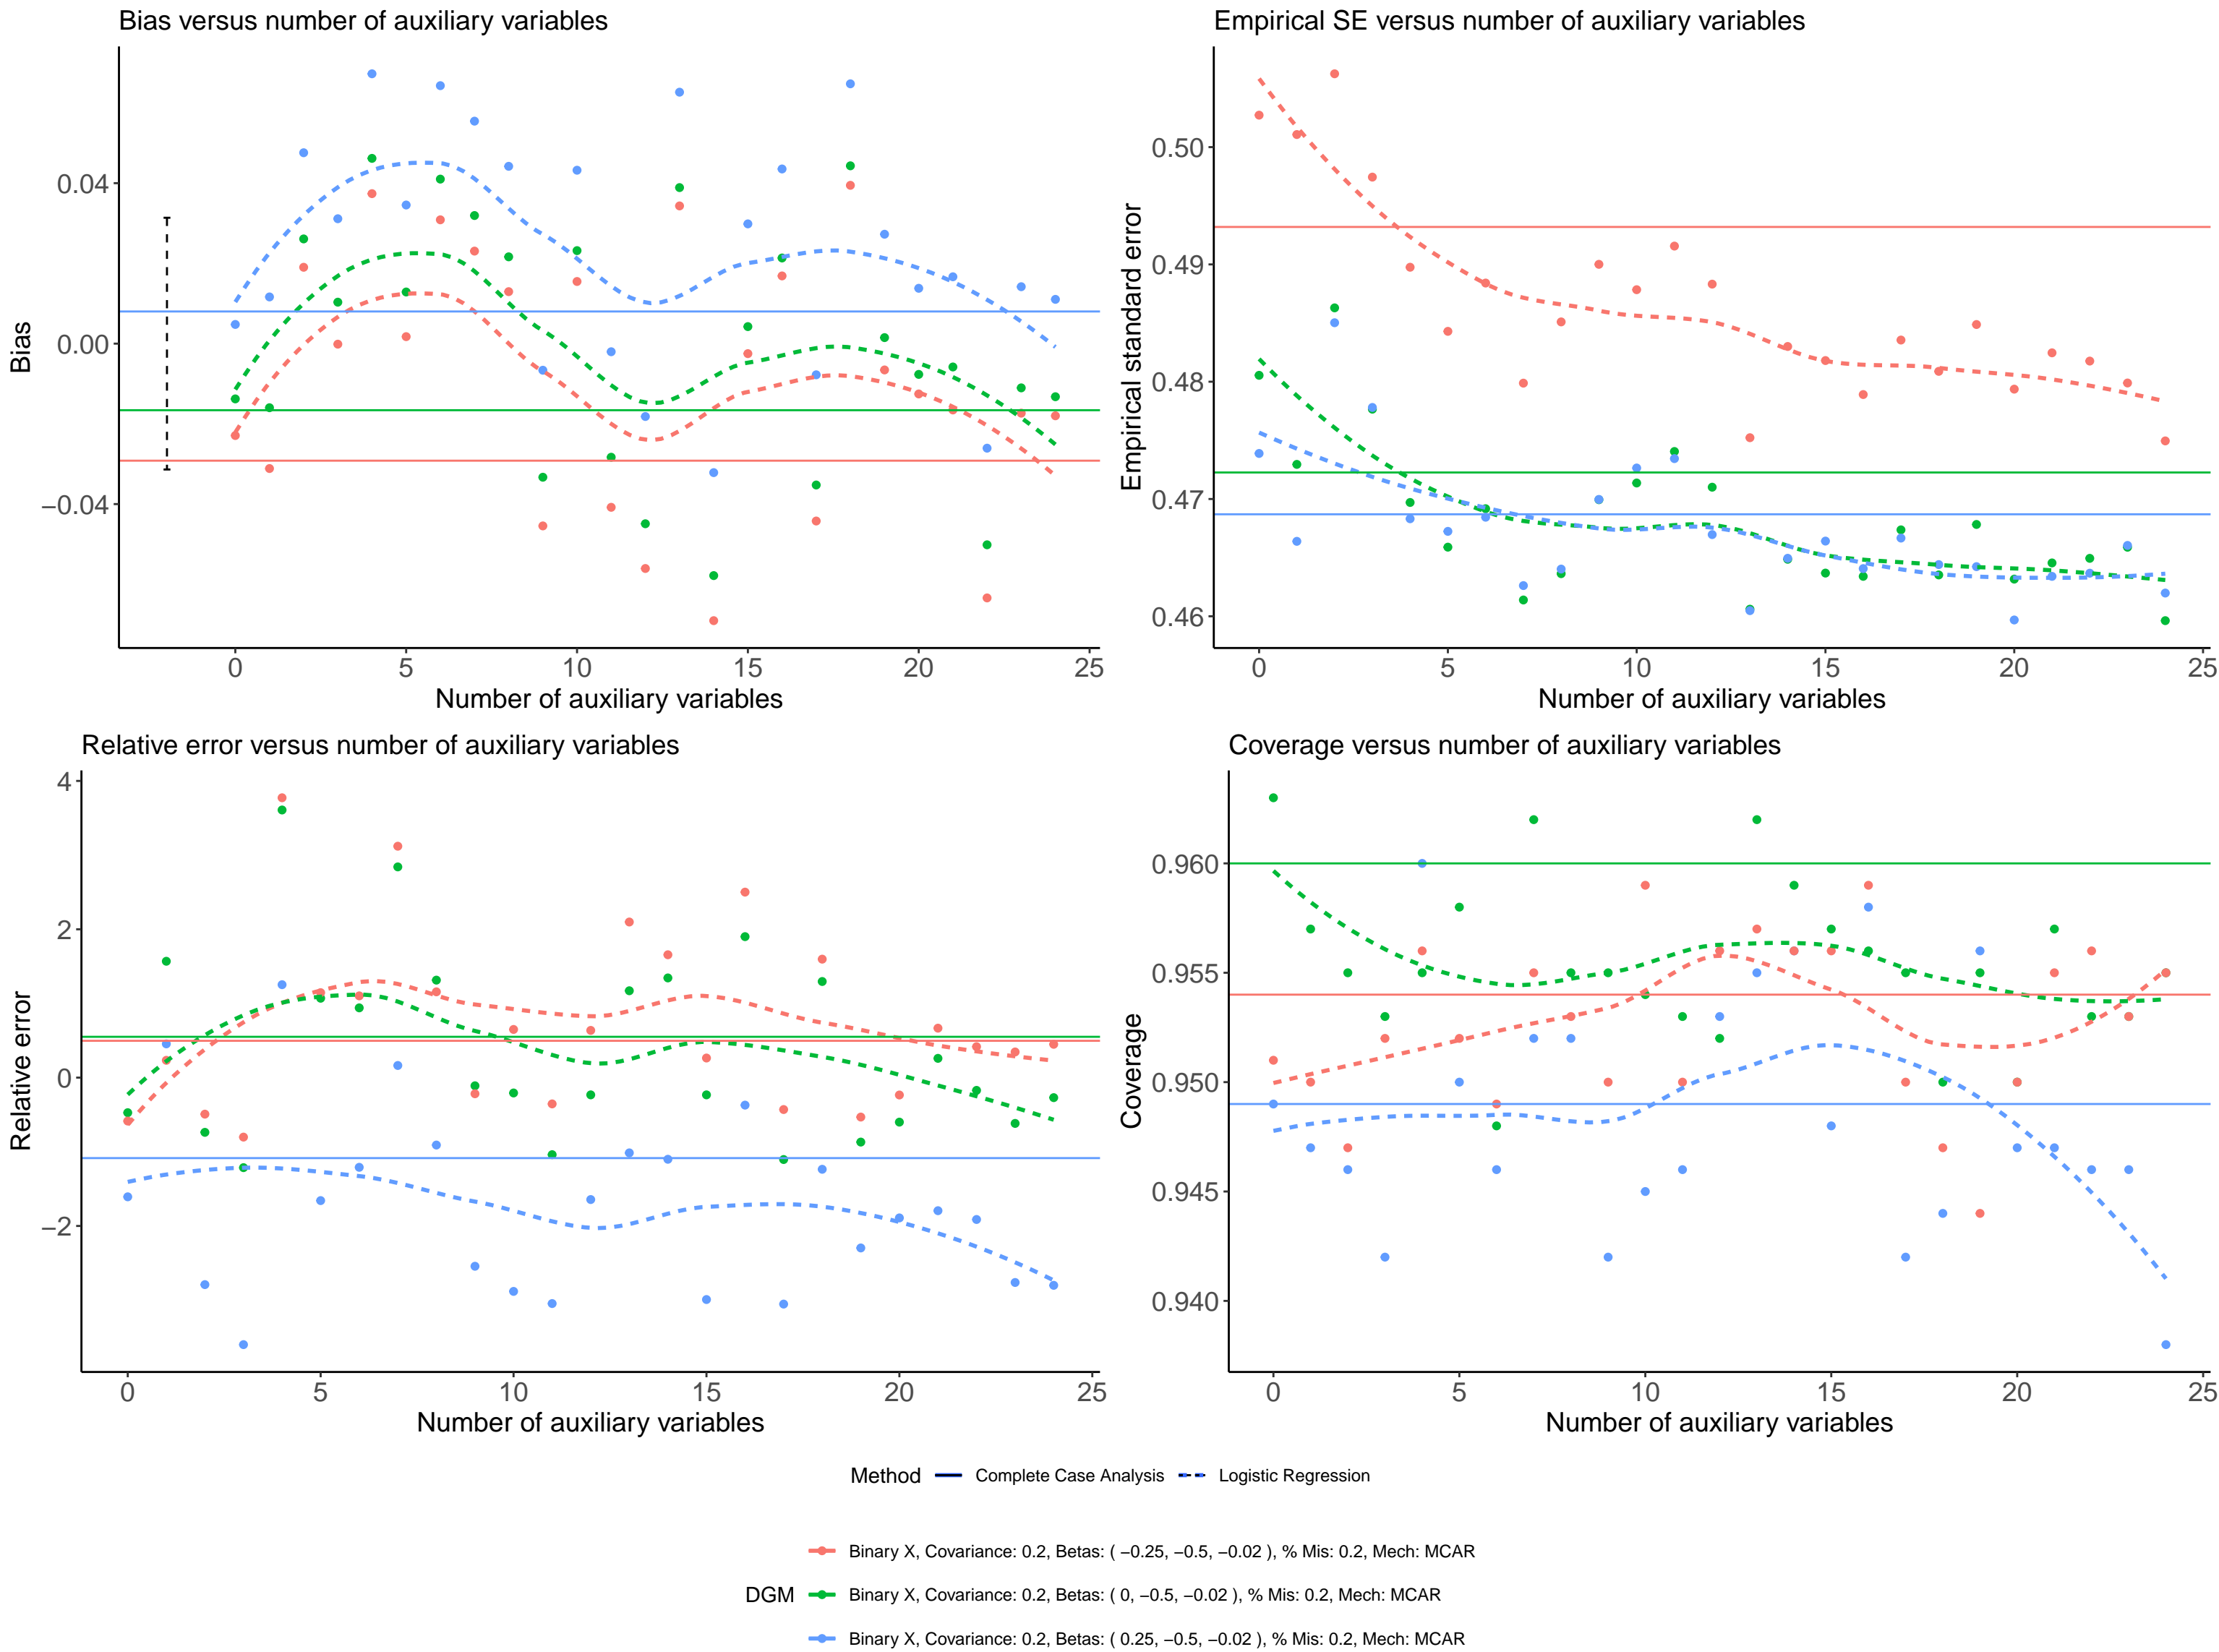 Bias versus number of auxiliary variables
Bias
0.04
0.00
−0.04
0 5 10 15 20 25
Number of auxiliary variables
Empirical SE versus number of auxiliary variables
Empirical standard error
0.50
0.49
0.48
0.47
0.46
0 5 10 15 20 25
Number of auxiliary variables
Relative error versus number of auxiliary variables
Relative error
4
2
0
−2
0 5 10 15 20 25
Number of auxiliary variables
Coverage versus number of auxiliary variables
Coverage
0.960
0.955
0.950
0.945
0.940
0 5 10 15 20 25
Number of auxiliary variables
Method Complete Case Analysis Logistic Regression
Binary X, Covariance: 0.2, Betas: ( −0.25, −0.5, −0.02 ), % Mis: 0.2, Mech: MCAR
DGM Binary X, Covariance: 0.2, Betas: ( 0, −0.5, −0.02 ), % Mis: 0.2, Mech: MCAR
Binary X, Covariance: 0.2, Betas: ( 0.25, −0.5, −0.02 ), % Mis: 0.2, Mech: MCAR